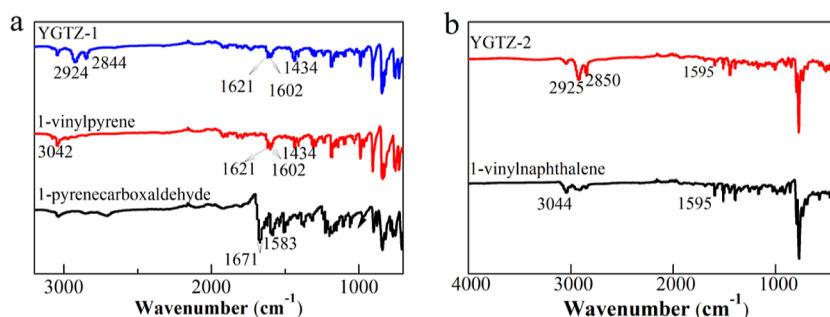 a
YGTZ-1
2924
2844
1621
1602
1434
1-vinylpyrene
3042
1621
1602
1434
1-pyrenecarboxaldehyde
1671
1583
3000
2000
1000
Wavenumber (cm-1)
b
YGTZ-2
2925
2850
1595
1-vinylnaphthalene
3044
1595
4000
3000
2000
1000
Wavenumber (cm-1)